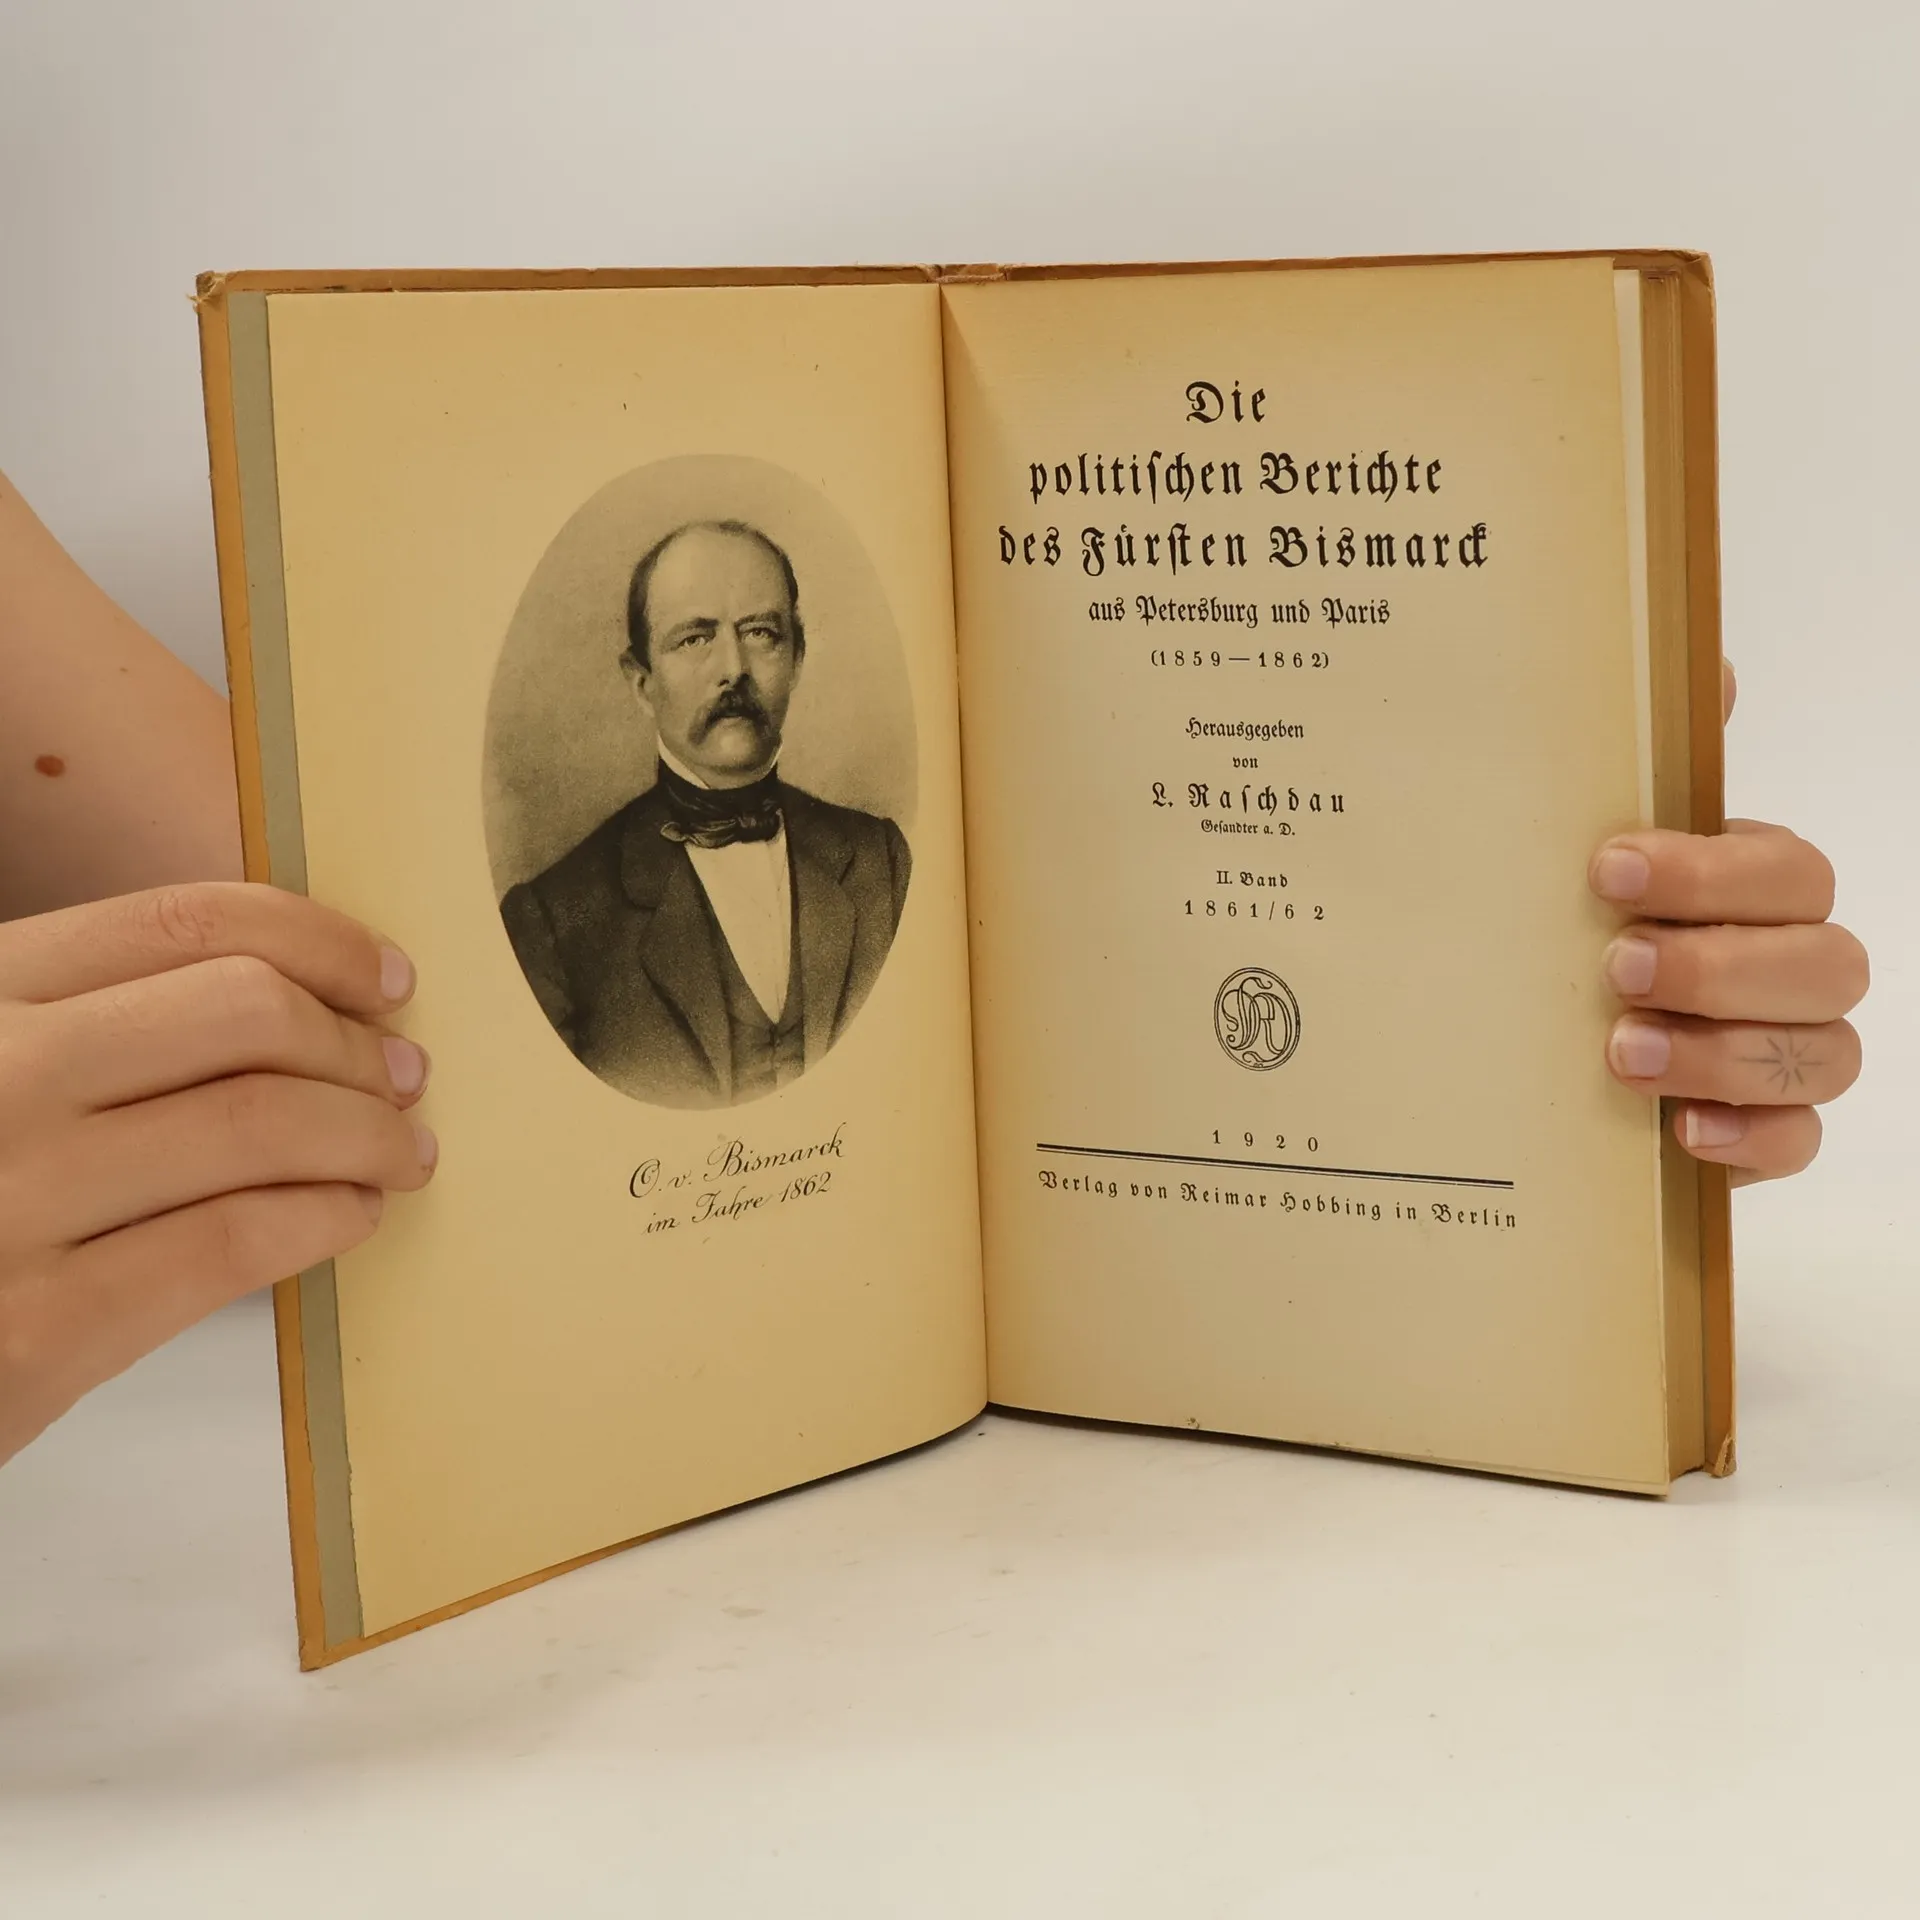 O. v. Bismarck
im Jahre 1862
Die
politiſchen Berichte
des Fürſten Bismarck
aus Petersburg und Paris
(1859—1862)
Herausgegeben
von
L. Raſchdau
Geſandter a. D.
II. Band
1861/62
1920
Verlag von Reimar Hobbing in Berlin